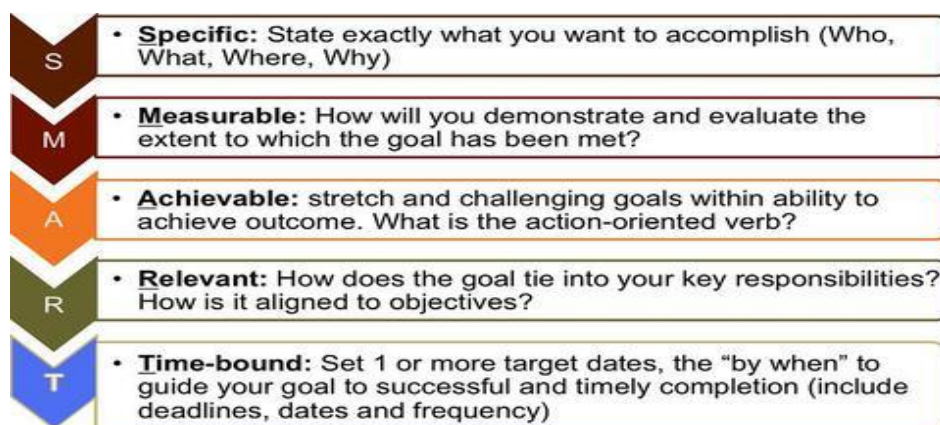 S
• Specific: State exactly what you want to accomplish (Who,
What, Where, Why)
M
• Measurable: How will you demonstrate and evaluate the
extent to which the goal has been met?
A
• Achievable: stretch and challenging goals within ability to
achieve outcome. What is the action-oriented verb?
R
• Relevant: How does the goal tie into your key responsibilities?
How is it aligned to objectives?
T
• Time-bound: Set 1 or more target dates, the “by when” to
guide your goal to successful and timely completion (include
deadlines, dates and frequency)